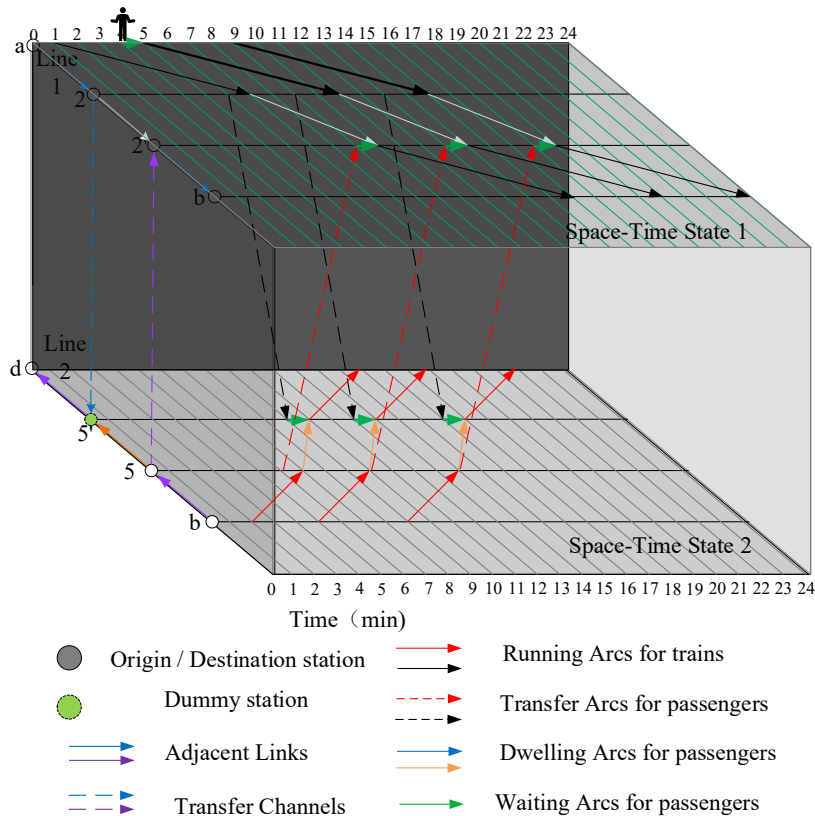 0 1 2 3 4 5 6 7 8 9 10 11 12 13 14 15 16 17 18 19 20 21 22 23 24
a
Line
1
2
2'
b
Space-Time State 1
Line
d 2
5'
5
b
Space-Time State 2
0 1 2 3 4 5 6 7 8 9 10 11 12 13 14 15 16 17 18 19 20 21 22 23 24
Time（min)
Origin / Destination station
Running Arcs for trains
Dummy station
Transfer Arcs for passengers
Adjacent Links
Dwelling Arcs for passengers
Transfer Channels
Waiting Arcs for passengers